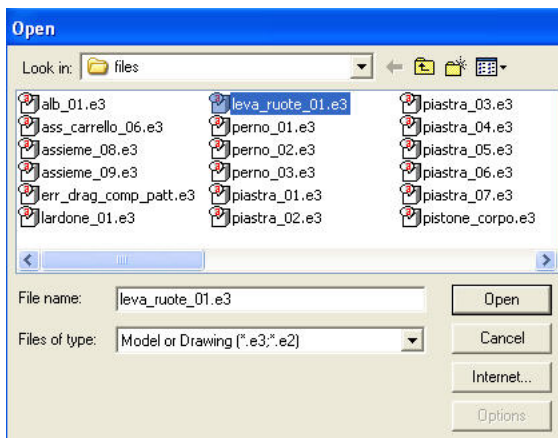 Open
Look in: files
alb_01.e3
ass_carrello_06.e3
assieme_08.e3
assieme_09.e3
err_drag_comp_patt.e3
lardone_01.e3
leva_ruote_01.e3
perno_01.e3
perno_02.e3
perno_03.e3
piastra_01.e3
piastra_02.e3
piastra_03.e3
piastra_04.e3
piastra_05.e3
piastra_06.e3
piastra_07.e3
pistone_corpo.e3
File name: leva_ruote_01.e3 Open
Files of type: Model or Drawing (*.e3;*.e2) Cancel
Internet...
Options